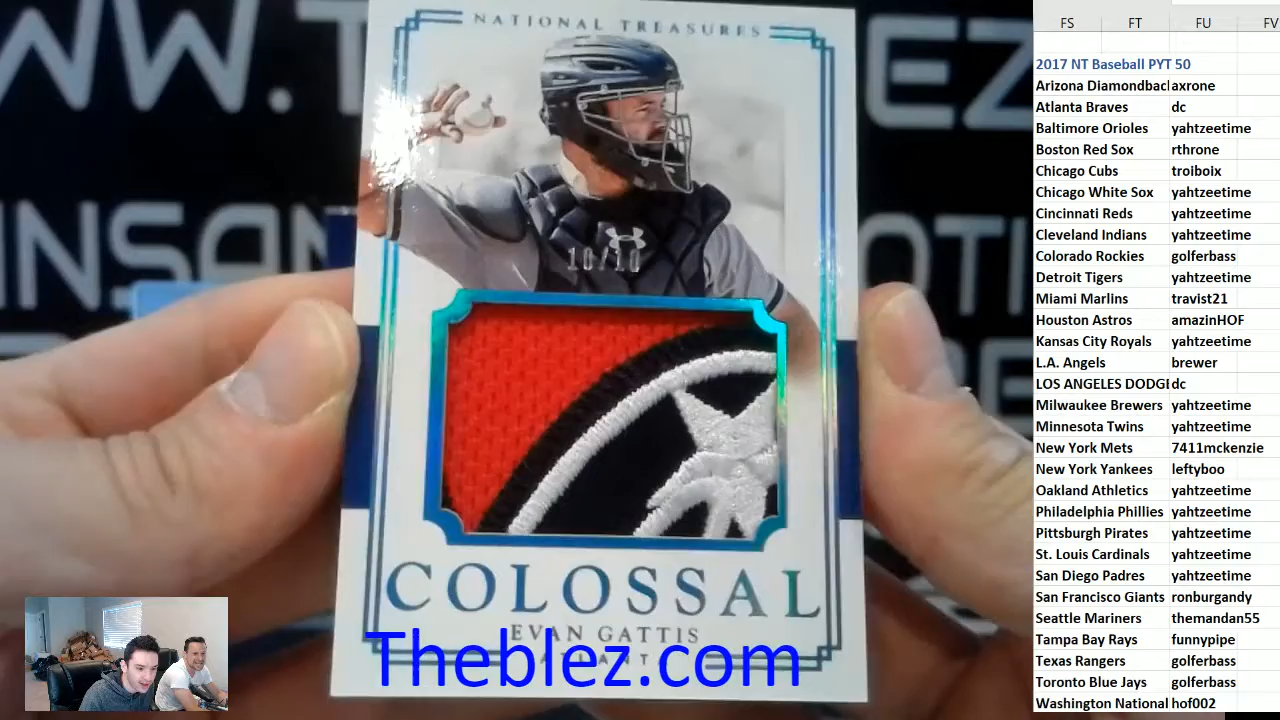 NATIONAL TREASURES
10/10
COLOSSAL
EVAN GATTIS
Theblez.com
FS FT FU FV
2017 NT Baseball PYT 50
Arizona Diamondbacl axrone
Atlanta Braves dc
Baltimore Orioles yahtzeetime
Boston Red Sox rthrone
Chicago Cubs troiboix
Chicago White Sox yahtzeetime
Cincinnati Reds yahtzeetime
Cleveland Indians yahtzeetime
Colorado Rockies golferbass
Detroit Tigers yahtzeetime
Miami Marlins travist21
Houston Astros amazinHOF
Kansas City Royals yahtzeetime
L.A. Angels brewer
LOS ANGELES DODGE dc
Milwaukee Brewers yahtzeetime
Minnesota Twins yahtzeetime
New York Mets 7411mckenzie
New York Yankees leftyboo
Oakland Athletics yahtzeetime
Philadelphia Phillies yahtzeetime
Pittsburgh Pirates yahtzeetime
St. Louis Cardinals yahtzeetime
San Diego Padres yahtzeetime
San Francisco Giants ronburgandy
Seattle Mariners themandan55
Tampa Bay Rays funnypipe
Texas Rangers golferbass
Toronto Blue Jays golferbass
Washington National hof002